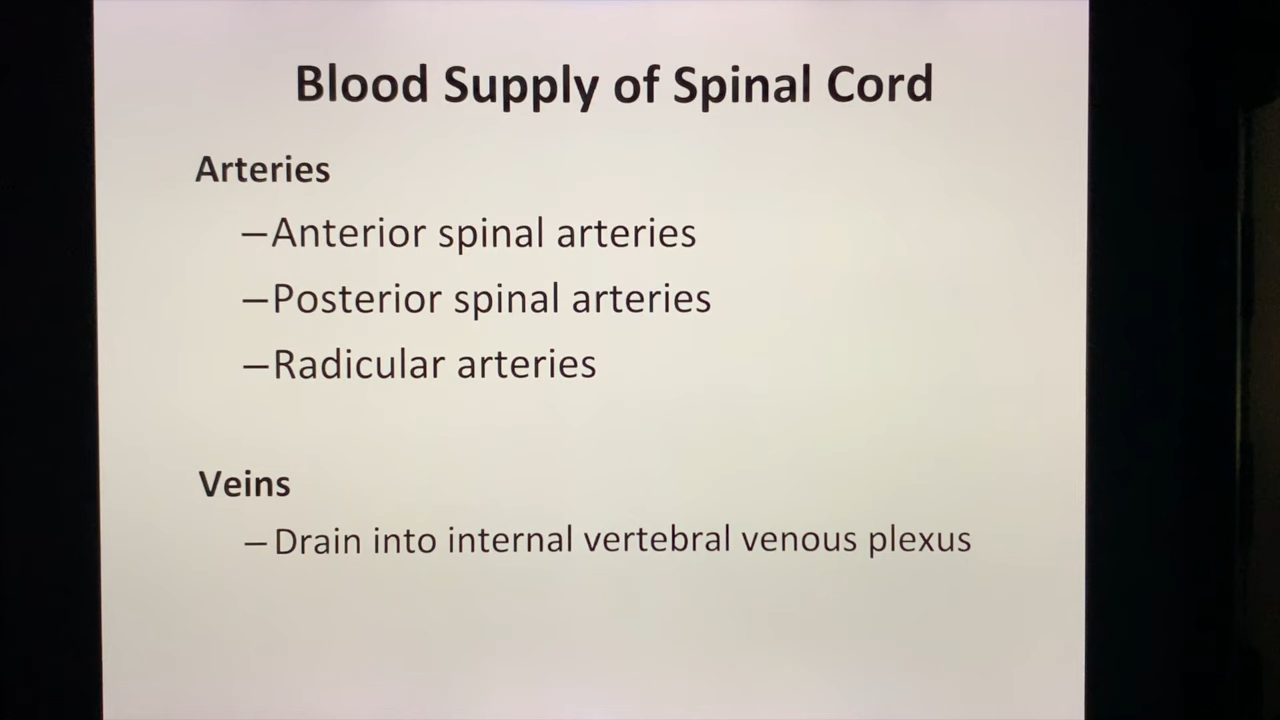 Blood Supply of Spinal Cord
Arteries
–Anterior spinal arteries
–Posterior spinal arteries
–Radicular arteries
Veins
–Drain into internal vertebral venous plexus